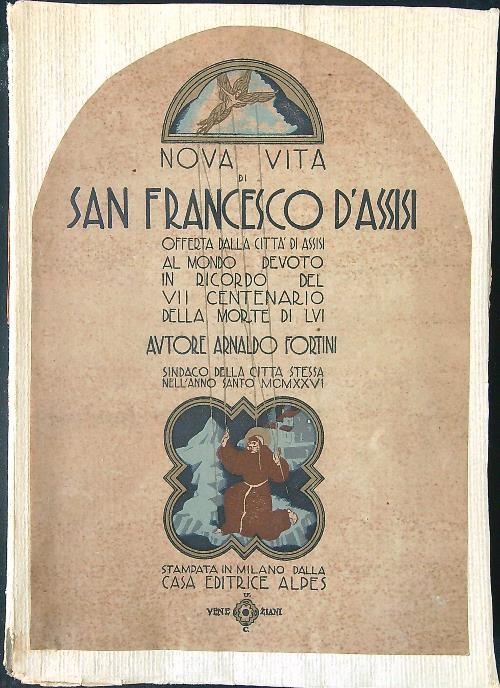 NOVA VITA
DI
SAN FRANCESCO D'ASSISI
OFFERTA DALLA CITTA' DI ASSISI
AL MONDO DEVOTO
IN RICORDO DEL
VII CENTENARIO
DELLA MORTE DI LVI
AVTORE ARNALDO FORTINI
SINDACO DELLA CITTA STESSA
NELL'ANNO SANTO MCMXXVI
STAMPATA IN MILANO DALLA
CASA EDITRICE ALPES
VENEZIANI
C.